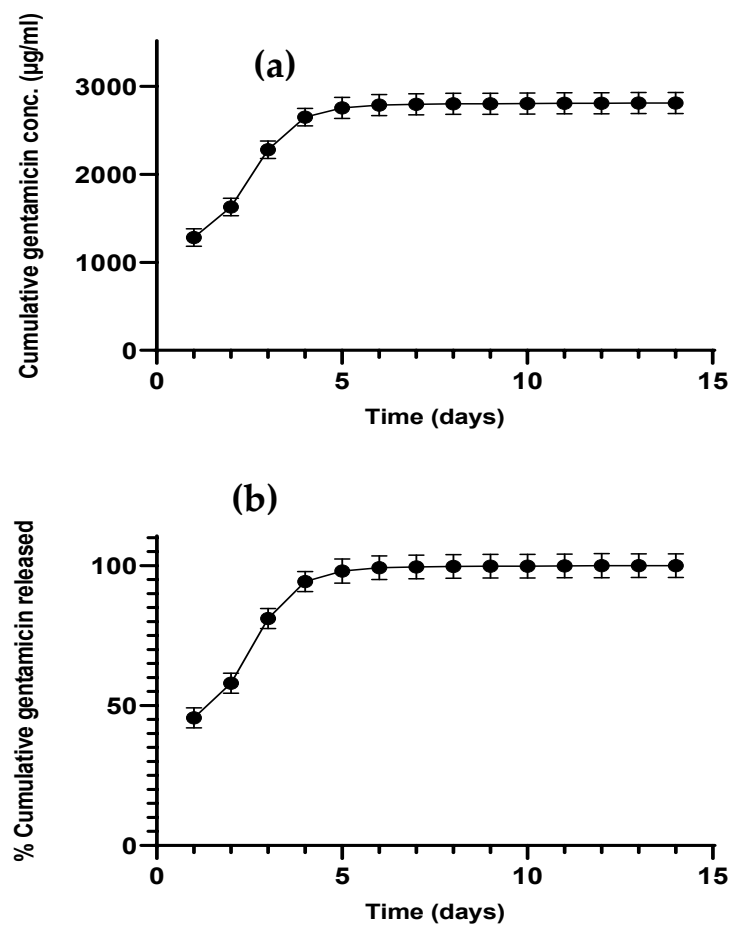 (a)
Cumulative gentamicin conc. (µg/ml)
3000
2000
1000
0
0 5 10 15
Time (days)
(b)
% Cumulative gentamicin released
100
50
0
0 5 10 15
Time (days)